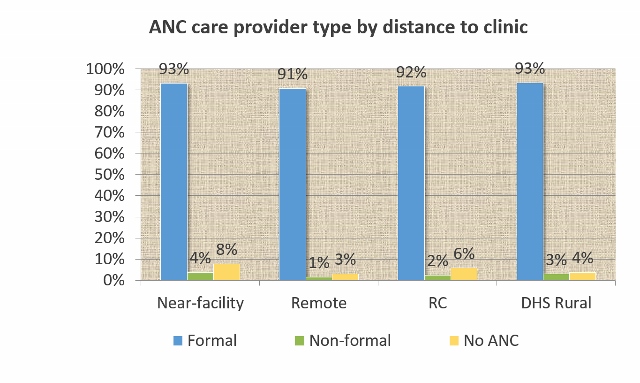 ANC care provider type by distance to clinic
100%
90%
80%
70%
60%
50%
40%
30%
20%
10%
0%
93%
4%
8%
91%
1%
3%
92%
2%
6%
93%
3%
4%
Near-facility
Remote
RC
DHS Rural
Formal
Non-formal
No ANC